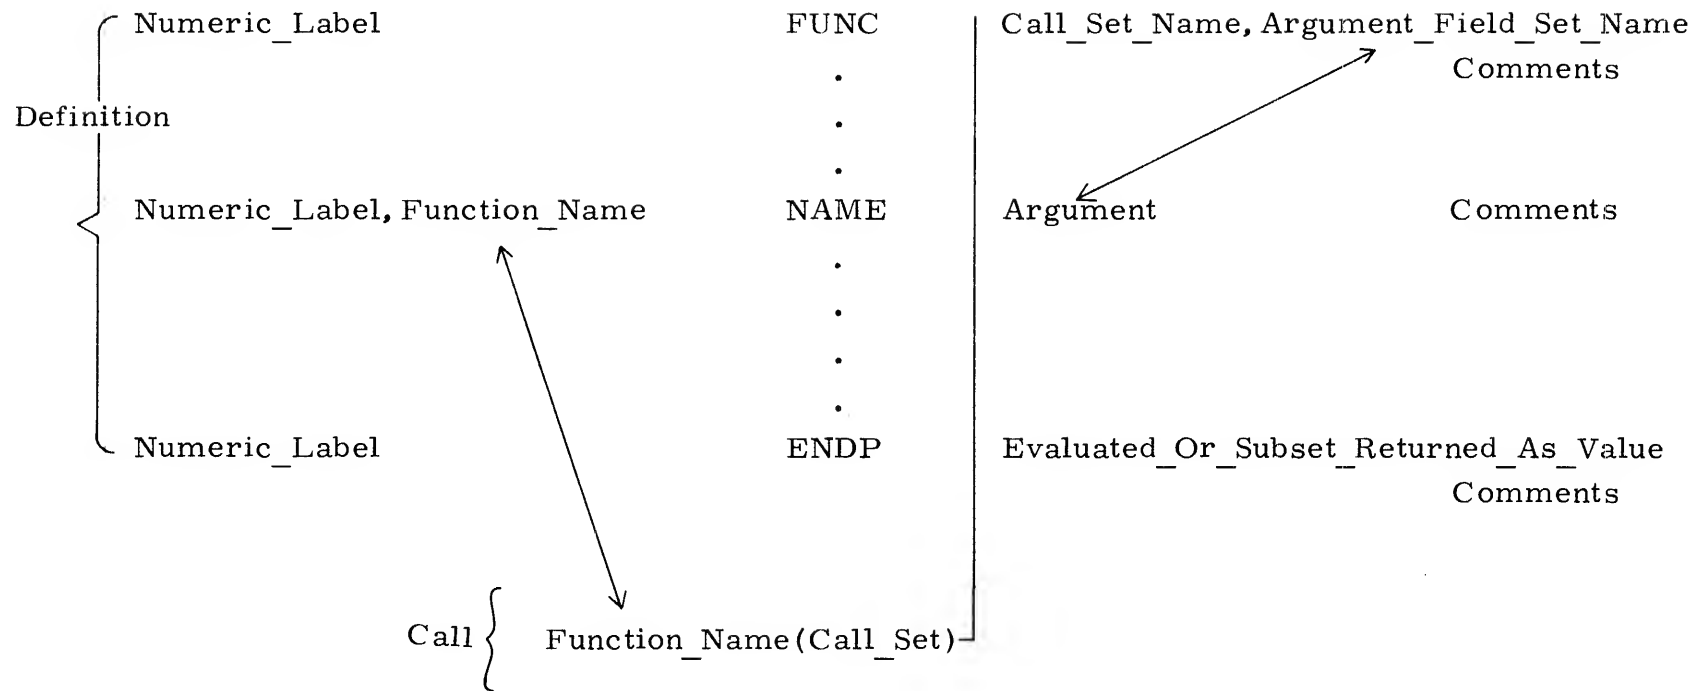 Numeric_Label FUNC Call_Set_Name, Argument_Field_Set_Name
. Comments
Definition
.
.
Numeric_Label, Function_Name NAME Argument Comments
.
.
.
.
Numeric_Label ENDP Evaluated_Or_Subset_Returned_As_Value
Comments
Call Function_Name(Call_Set)